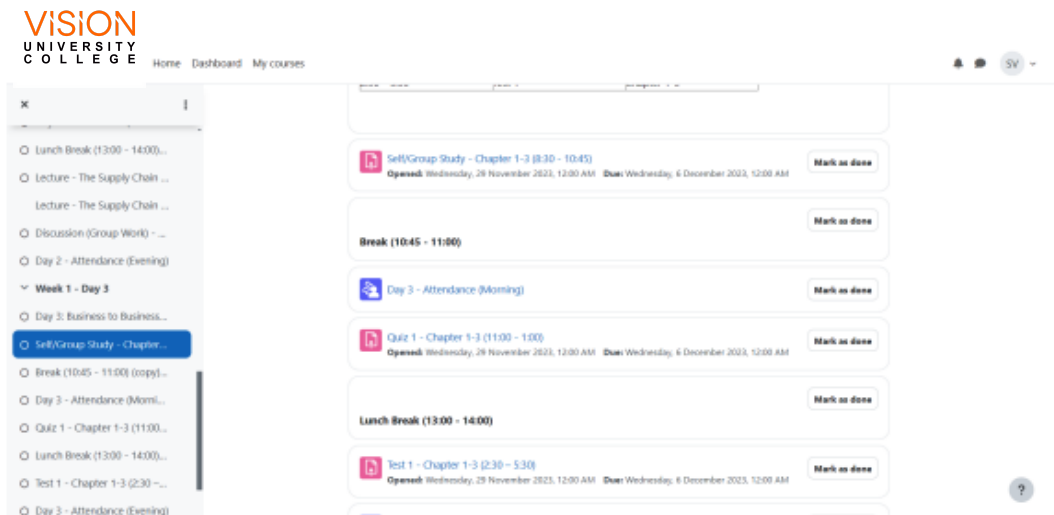 VISION
UNIVERSITY
COLLEGE
Home Dashboard My courses
SV
Lunch Break (13:00 - 14:00)...
Lecture - The Supply Chain ...
Lecture - The Supply Chain ...
Discussion (Group Work) - ...
Day 2 - Attendance (Evening)
Week 1 - Day 3
Day 3: Business to Business...
Self/Group Study - Chapter...
Break (10:45 - 11:00) (copy)...
Day 3 - Attendance (Morni...
Quiz 1 - Chapter 1-3 (11:00...
Lunch Break (13:00 - 14:00)...
Test 1 - Chapter 1-3 (2:30 –...
Day 3 - Attendance (Evening)
Self/Group Study - Chapter 1-3 (8:30 - 10:45)
Mark as done
Opened: Wednesday, 29 November 2023, 12:00 AM Due: Wednesday, 6 December 2023, 12:00 AM
Mark as done
Break (10:45 - 11:00)
Day 3 - Attendance (Morning)
Mark as done
Quiz 1 - Chapter 1-3 (11:00 - 1:00)
Mark as done
Opened: Wednesday, 29 November 2023, 12:00 AM Due: Wednesday, 6 December 2023, 12:00 AM
Mark as done
Lunch Break (13:00 - 14:00)
Test 1 - Chapter 1-3 (2:30 – 5:30)
Mark as done
Opened: Wednesday, 29 November 2023, 12:00 AM Due: Wednesday, 6 December 2023, 12:00 AM
?